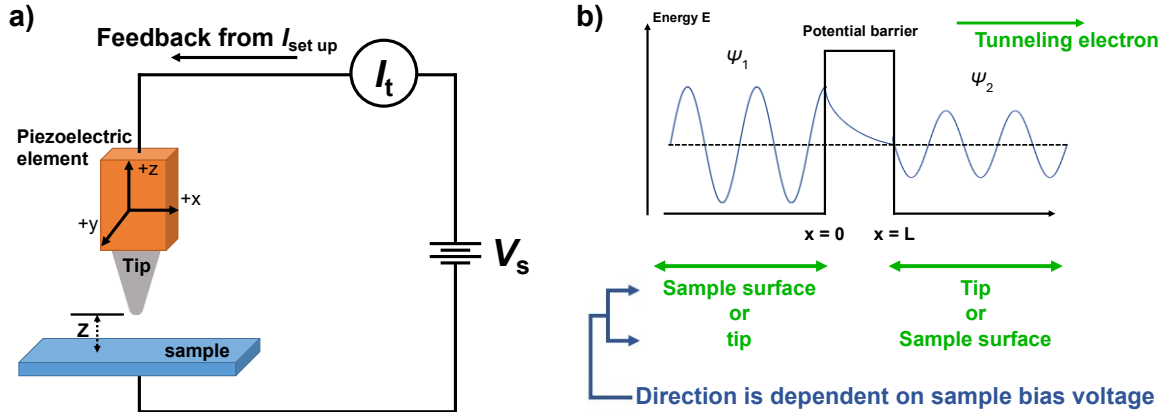 a)
Feedback from I set up
It
Piezoelectric
element
+z
+x
+y
Tip
Vs
Z
sample
b)
Energy E
Potential barrier
Tunneling electron
Ψ1
Ψ2
x = 0
x = L
Sample surface
or
tip
Tip
or
Sample surface
Direction is dependent on sample bias voltage